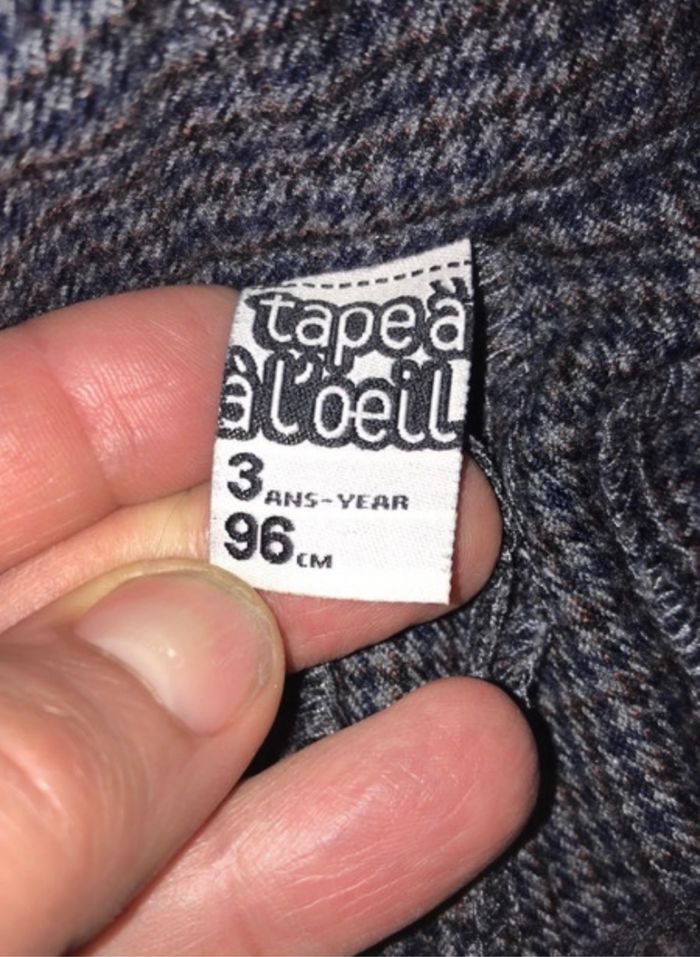 tape à
à l'oeil
3 ANS-YEAR
96 CM